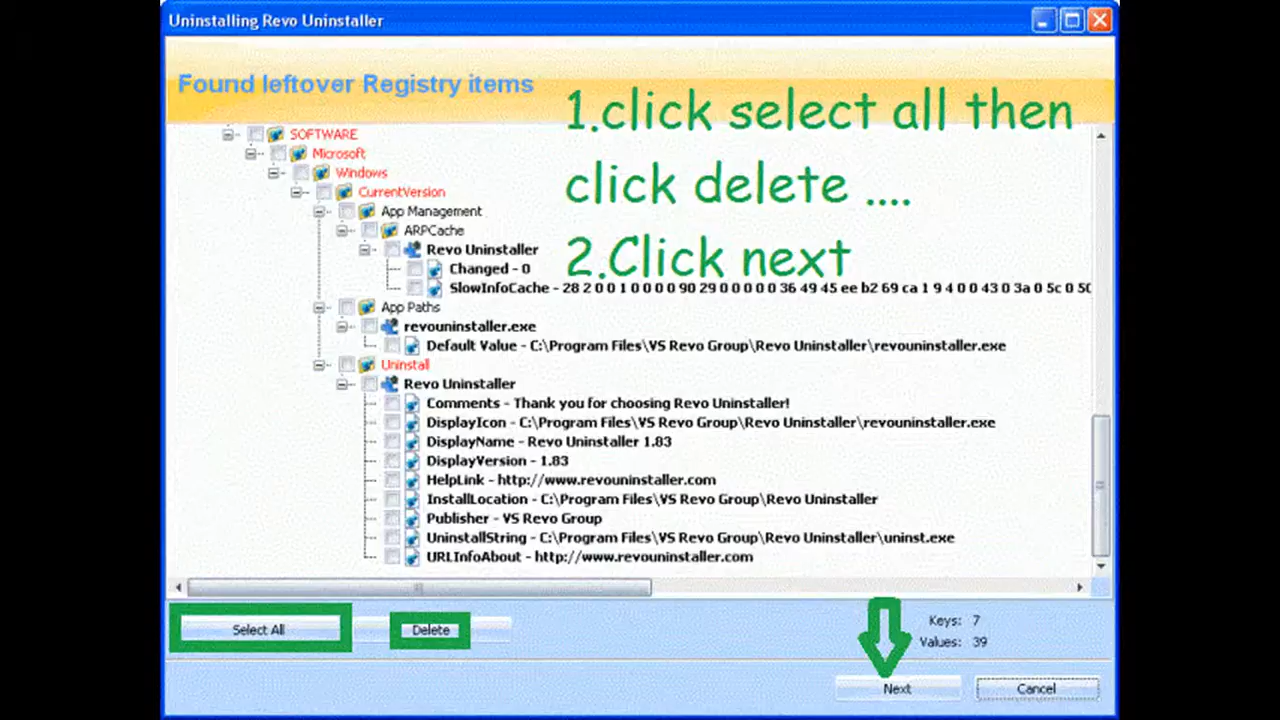 Uninstalling Revo Uninstaller
Found leftover Registry items
1.click select all then
click delete ....
2.Click next
SOFTWARE
Microsoft
Windows
CurrentVersion
App Management
ARPCache
Revo Uninstaller
Changed - 0
SlowInfoCache - 28 2 0 0 1 0 0 0 0 90 29 0 0 0 0 0 36 49 45 ee b2 69 ca 1 9 4 0 0 43 0 3a 0 5c 0 50
App Paths
revouninstaller.exe
Default Value - C:\Program Files\VS Revo Group\Revo Uninstaller\revouninstaller.exe
Uninstall
Revo Uninstaller
Comments - Thank you for choosing Revo Uninstaller!
DisplayIcon - C:\Program Files\VS Revo Group\Revo Uninstaller\revouninstaller.exe
DisplayName - Revo Uninstaller 1.83
DisplayVersion - 1.83
HelpLink - http://www.revouninstaller.com
InstallLocation - C:\Program Files\VS Revo Group\Revo Uninstaller
Publisher - VS Revo Group
UninstallString - C:\Program Files\VS Revo Group\Revo Uninstaller\uninst.exe
URLInfoAbout - http://www.revouninstaller.com
Select All
Delete
Keys: 7
Values: 39
Next
Cancel